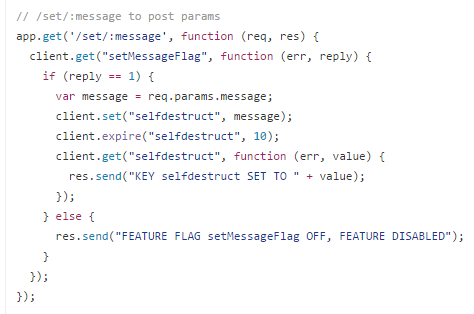 // /set/:message to post params
app.get('/set/:message', function (req, res) {
  client.get("setMessageFlag", function (err, reply) {
    if (reply == 1) {
      var message = req.params.message;
      client.set("selfdestruct", message);
      client.expire("selfdestruct", 10);
      client.get("selfdestruct", function (err, value) {
        res.send("KEY selfdestruct SET TO " + value);
      });
    } else {
      res.send("FEATURE FLAG setMessageFlag OFF, FEATURE DISABLED");
    }
  });
});